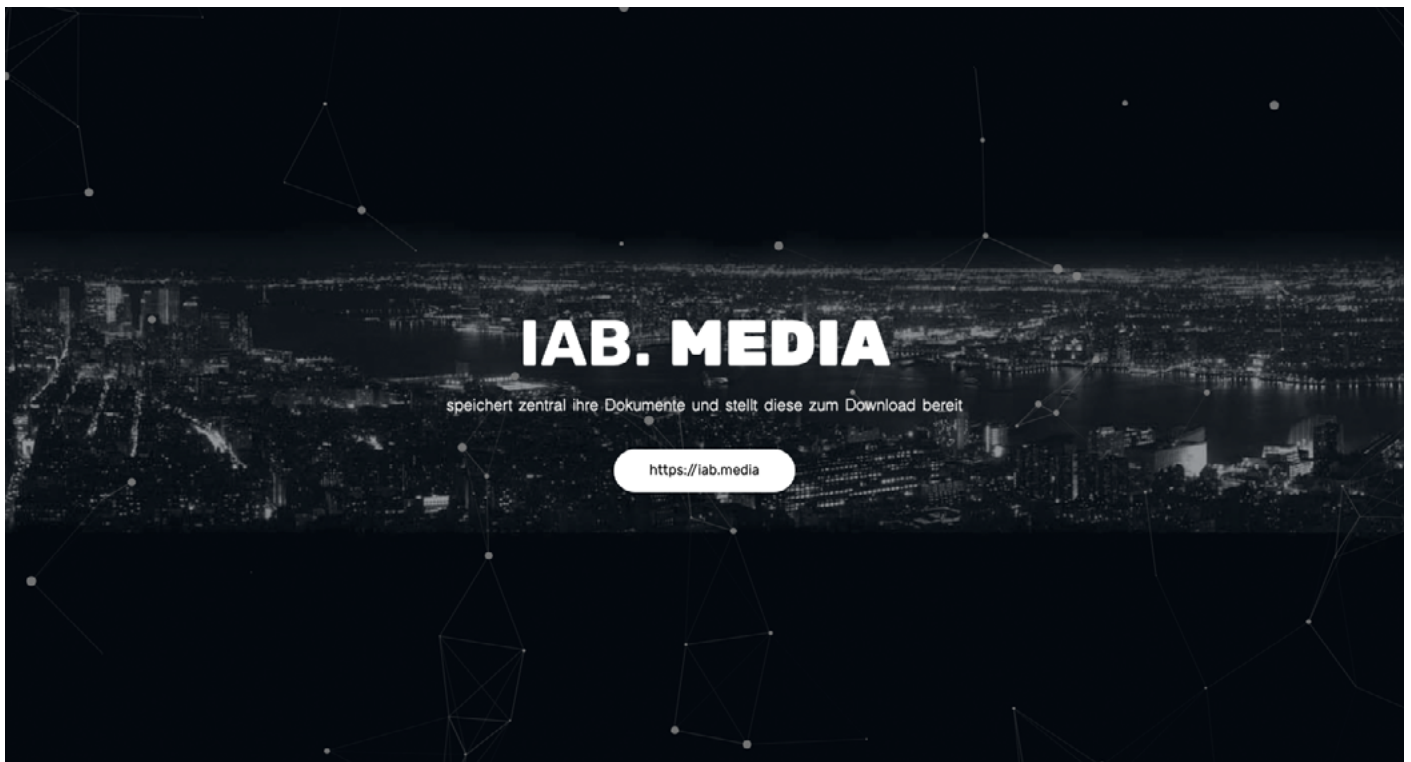 IAB. MEDIA
speichert zentral ihre Dokumente und stellt diese zum Download bereit
https://iab.media